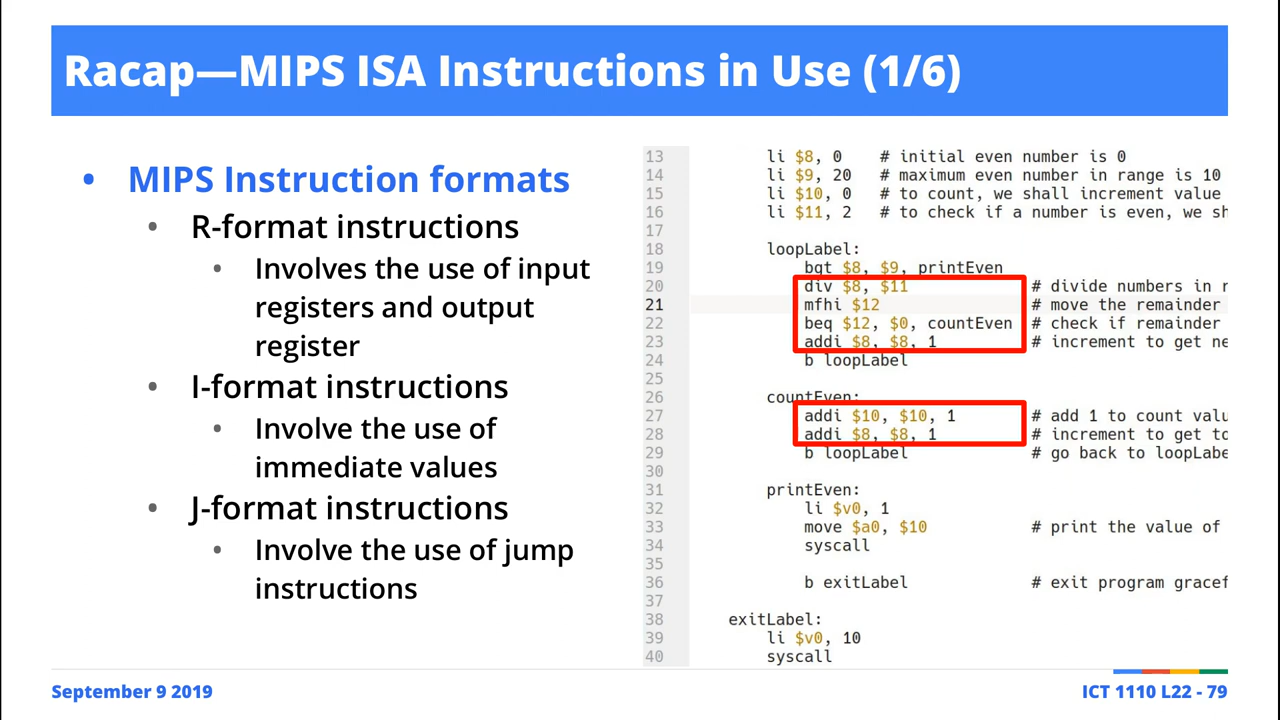 Racap—MIPS ISA Instructions in Use (1/6)
• MIPS Instruction formats
• R-format instructions
• Involves the use of input
registers and output
register
• I-format instructions
• Involve the use of
immediate values
• J-format instructions
• Involve the use of jump
instructions
13 li $8, 0 # initial even number is 0
14 li $9, 20 # maximum even number in range is 10
15 li $10, 0 # to count, we shall increment value
16 li $11, 2 # to check if a number is even, we sh
17
18 loopLabel:
19 bgt $8, $9, printEven
20 div $8, $11 # divide numbers in r
21 mfhi $12 # move the remainder
22 beq $12, $0, countEven # check if remainder
23 addi $8, $8, 1 # increment to get ne
24 b loopLabel
25
26 countEven:
27 addi $10, $10, 1 # add 1 to count valu
28 addi $8, $8, 1 # increment to get to
29 b loopLabel # go back to loopLabe
30
31 printEven:
32 li $v0, 1
33 move $a0, $10 # print the value of
34 syscall
35
36 b exitLabel # exit program gracef
37
38 exitLabel:
39 li $v0, 10
40 syscall
September 9 2019
ICT 1110 L22 - 79